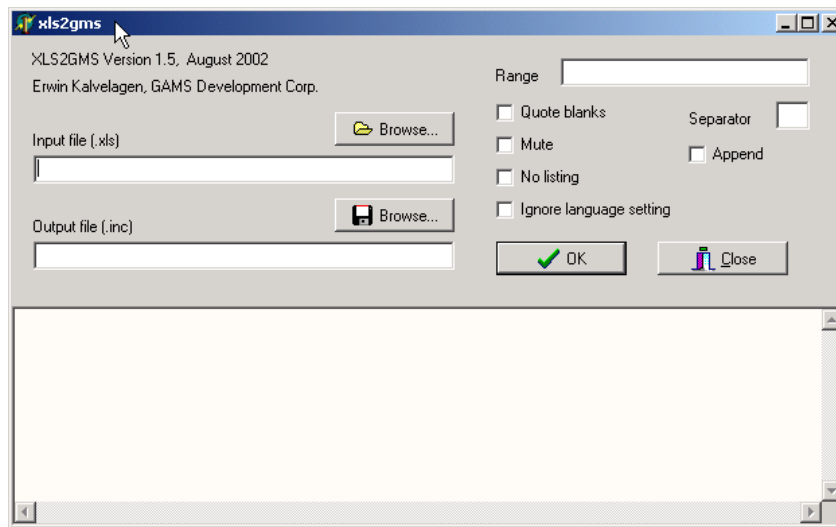 xls2gms
XLS2GMS Version 1.5, August 2002
Erwin Kalvelagen, GAMS Development Corp.
Input file (.xls)
Browse...
Output file (.inc)
Browse...
Range
Quote blanks
Separator
Mute
Append
No listing
Ignore language setting
OK
Close